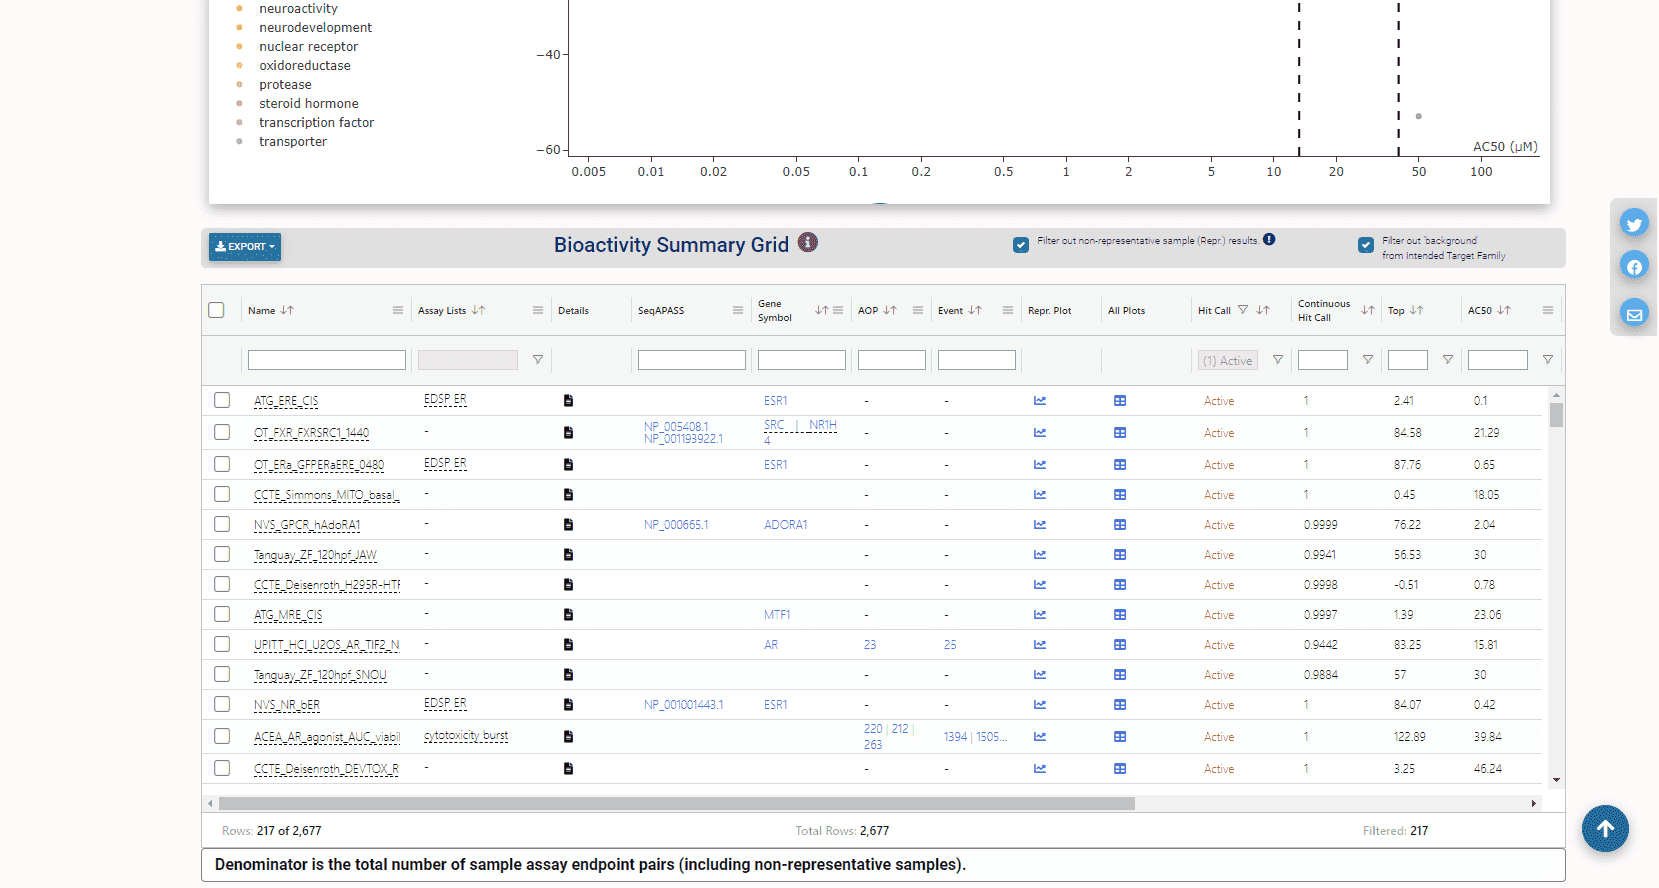 neuroactivity
neurodevelopment
nuclear receptor
oxidoreductase
protease
steroid hormone
transcription factor
transporter
−40
−60
AC50 (μM)
0.005 0.01 0.02 0.05 0.1 0.2 0.5 1 2 5 10 20 50 100
EXPORT
Bioactivity Summary Grid
Filter out non-representative sample (Repr.) results.
Filter out 'background'
from Intended Target Family
Name Assay Lists Details SeqAPASS Gene Symbol AOP Event Repr. Plot All Plots Hit Call Continuous Hit Call Top AC50
(1) Active
ATG_ERE_CIS EDSP ER ESR1 - - Active 1 2.41 0.1
OT_FXR_FXRSRC1_1440 - NP_005408.1 NP_001193922.1 SRC | NR1H4 - - Active 1 84.58 21.29
OT_ERa_GFPERaERE_0480 EDSP ER ESR1 - - Active 1 87.76 0.65
CCTE_Simmons_MITO_basal_ - - - Active 1 0.45 18.05
NVS_GPCR_hAdoRA1 - NP_000665.1 ADORA1 - - Active 0.9999 76.22 2.04
Tanguay_ZF_120hpf_JAW - - - Active 0.9941 56.53 30
CCTE_Deisenroth_H295R-HTF - - - Active 0.9998 -0.51 0.78
ATG_MRE_CIS - MTF1 - - Active 0.9997 1.39 23.06
UPITT_HCI_U2OS_AR_TIF2_N - AR 23 25 Active 0.9442 83.25 15.81
Tanguay_ZF_120hpf_SNOU - - - Active 0.9884 57 30
NVS_NR_bER EDSP ER NP_001001443.1 ESR1 - - Active 1 84.07 0.42
ACEA_AR_agonist_AUC_viabil cytotoxicity burst 220 | 212 | 263 1394 | 1505... Active 1 122.89 39.84
CCTE_Deisenroth_DEVTOX_R - - - Active 1 3.25 46.24
Rows: 217 of 2,677 Total Rows: 2,677 Filtered: 217
Denominator is the total number of sample assay endpoint pairs (including non-representative samples).